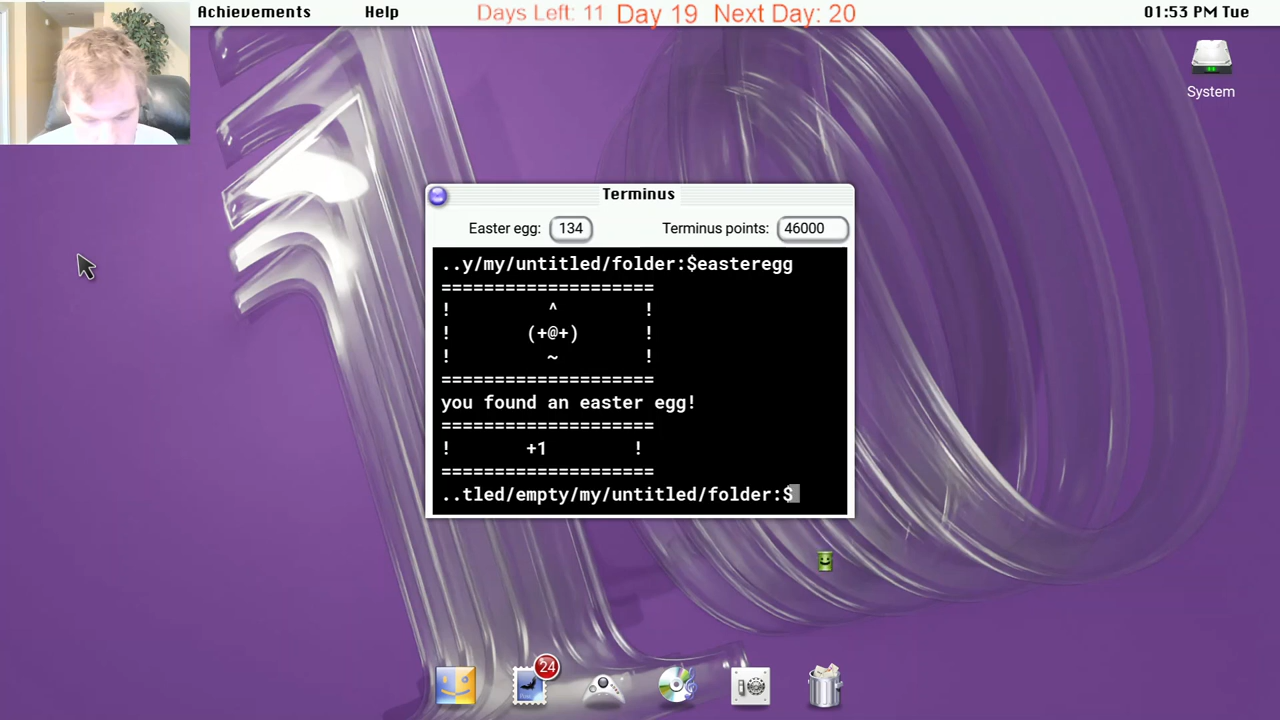 Achievements Help Days Left: 11 Day 19 Next Day: 20 01:53 PM Tue
System
Terminus
Easter egg: 134 Terminus points: 46000
..y/my/untitled/folder:$easteregg
====================
! ^ !
! (+@+) !
! ~ !
====================
you found an easter egg!
====================
! +1 !
====================
..tled/empty/my/untitled/folder:$
24